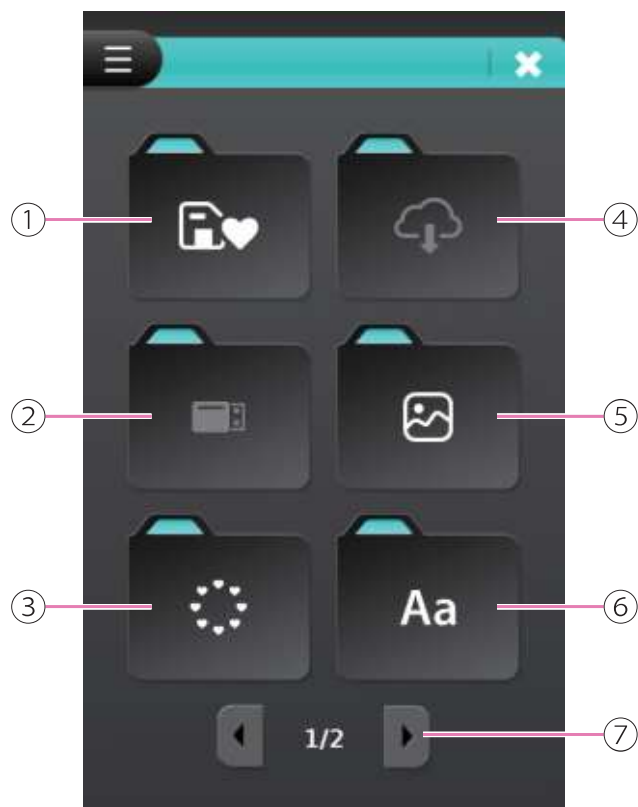 ① ④
② ⑤
③ Aa ⑥
1/2 ⑦